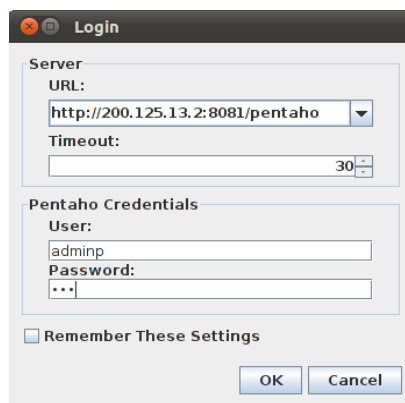 Login
Server
URL:
http://200.125.13.2:8081/pentaho
Timeout:
30
Pentaho Credentials
User:
adminp
Password:
•••
Remember These Settings
OK Cancel